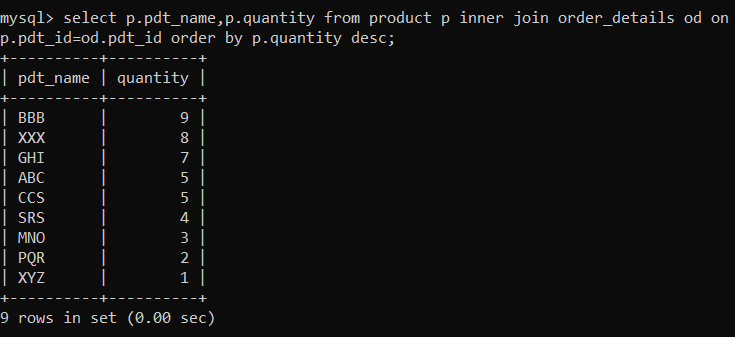 mysql> select p.pdt_name,p.quantity from product p inner join order_details od on
p.pdt_id=od.pdt_id order by p.quantity desc;
+----------+----------+
| pdt_name | quantity |
+----------+----------+
| BBB      |        9 |
| XXX      |        8 |
| GHI      |        7 |
| ABC      |        5 |
| CCS      |        5 |
| SRS      |        4 |
| MNO      |        3 |
| PQR      |        2 |
| XYZ      |        1 |
+----------+----------+
9 rows in set (0.00 sec)